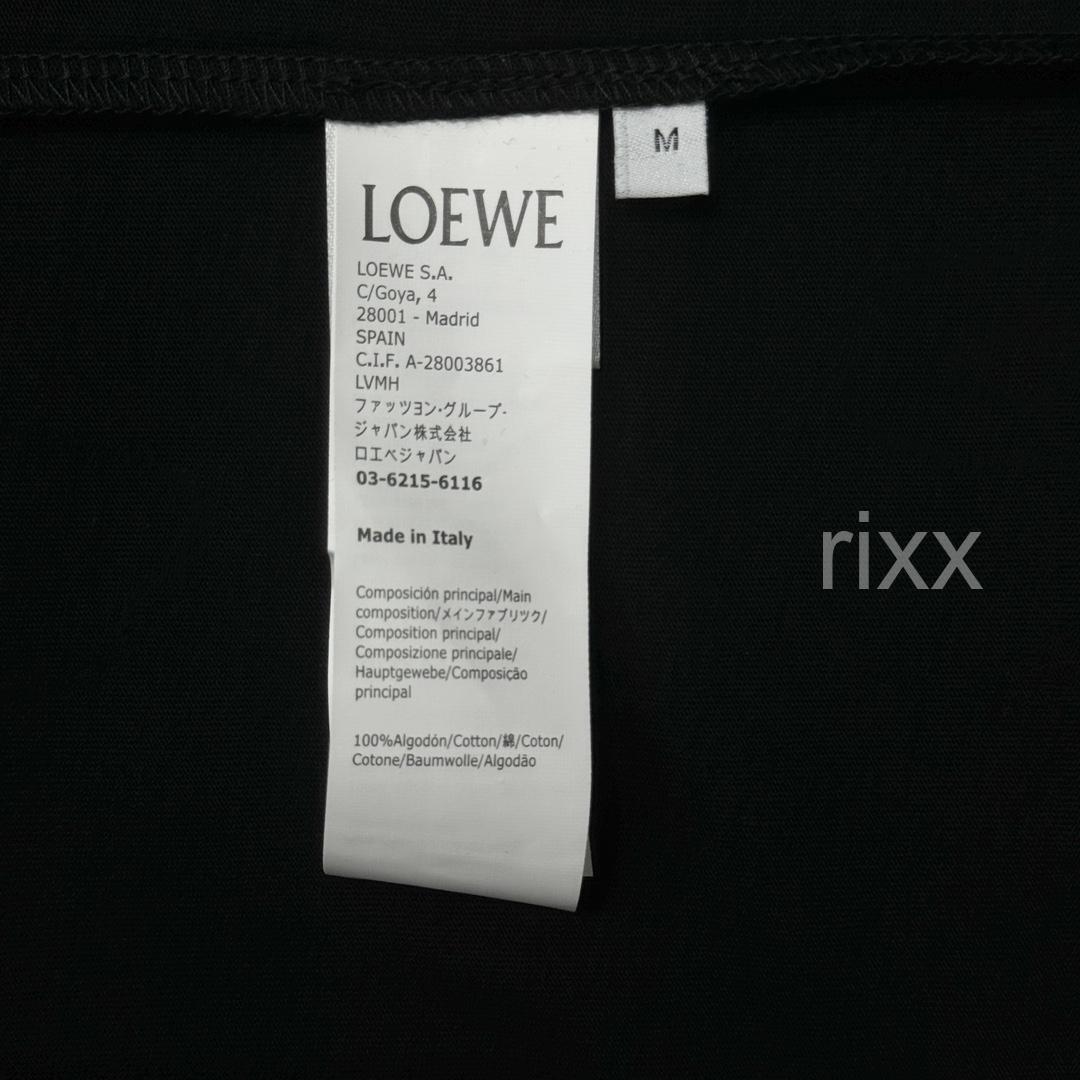 M
LOEWE
LOEWE S.A.
C/Goya, 4
28001 - Madrid
SPAIN
C.I.F. A-28003861
LVMH
ファッツヨン·グループ-
ジャパン株式会社
ロエベジャパン
03-6215-6116
Made in Italy
Composición principal/Main
composition/メインファブリツク/
Composition principal/
Composizione principale/
Hauptgewebe/Composição
principal
100%Algodón/Cotton/綿/Coton/
Cotone/Baumwolle/Algodão
rixx